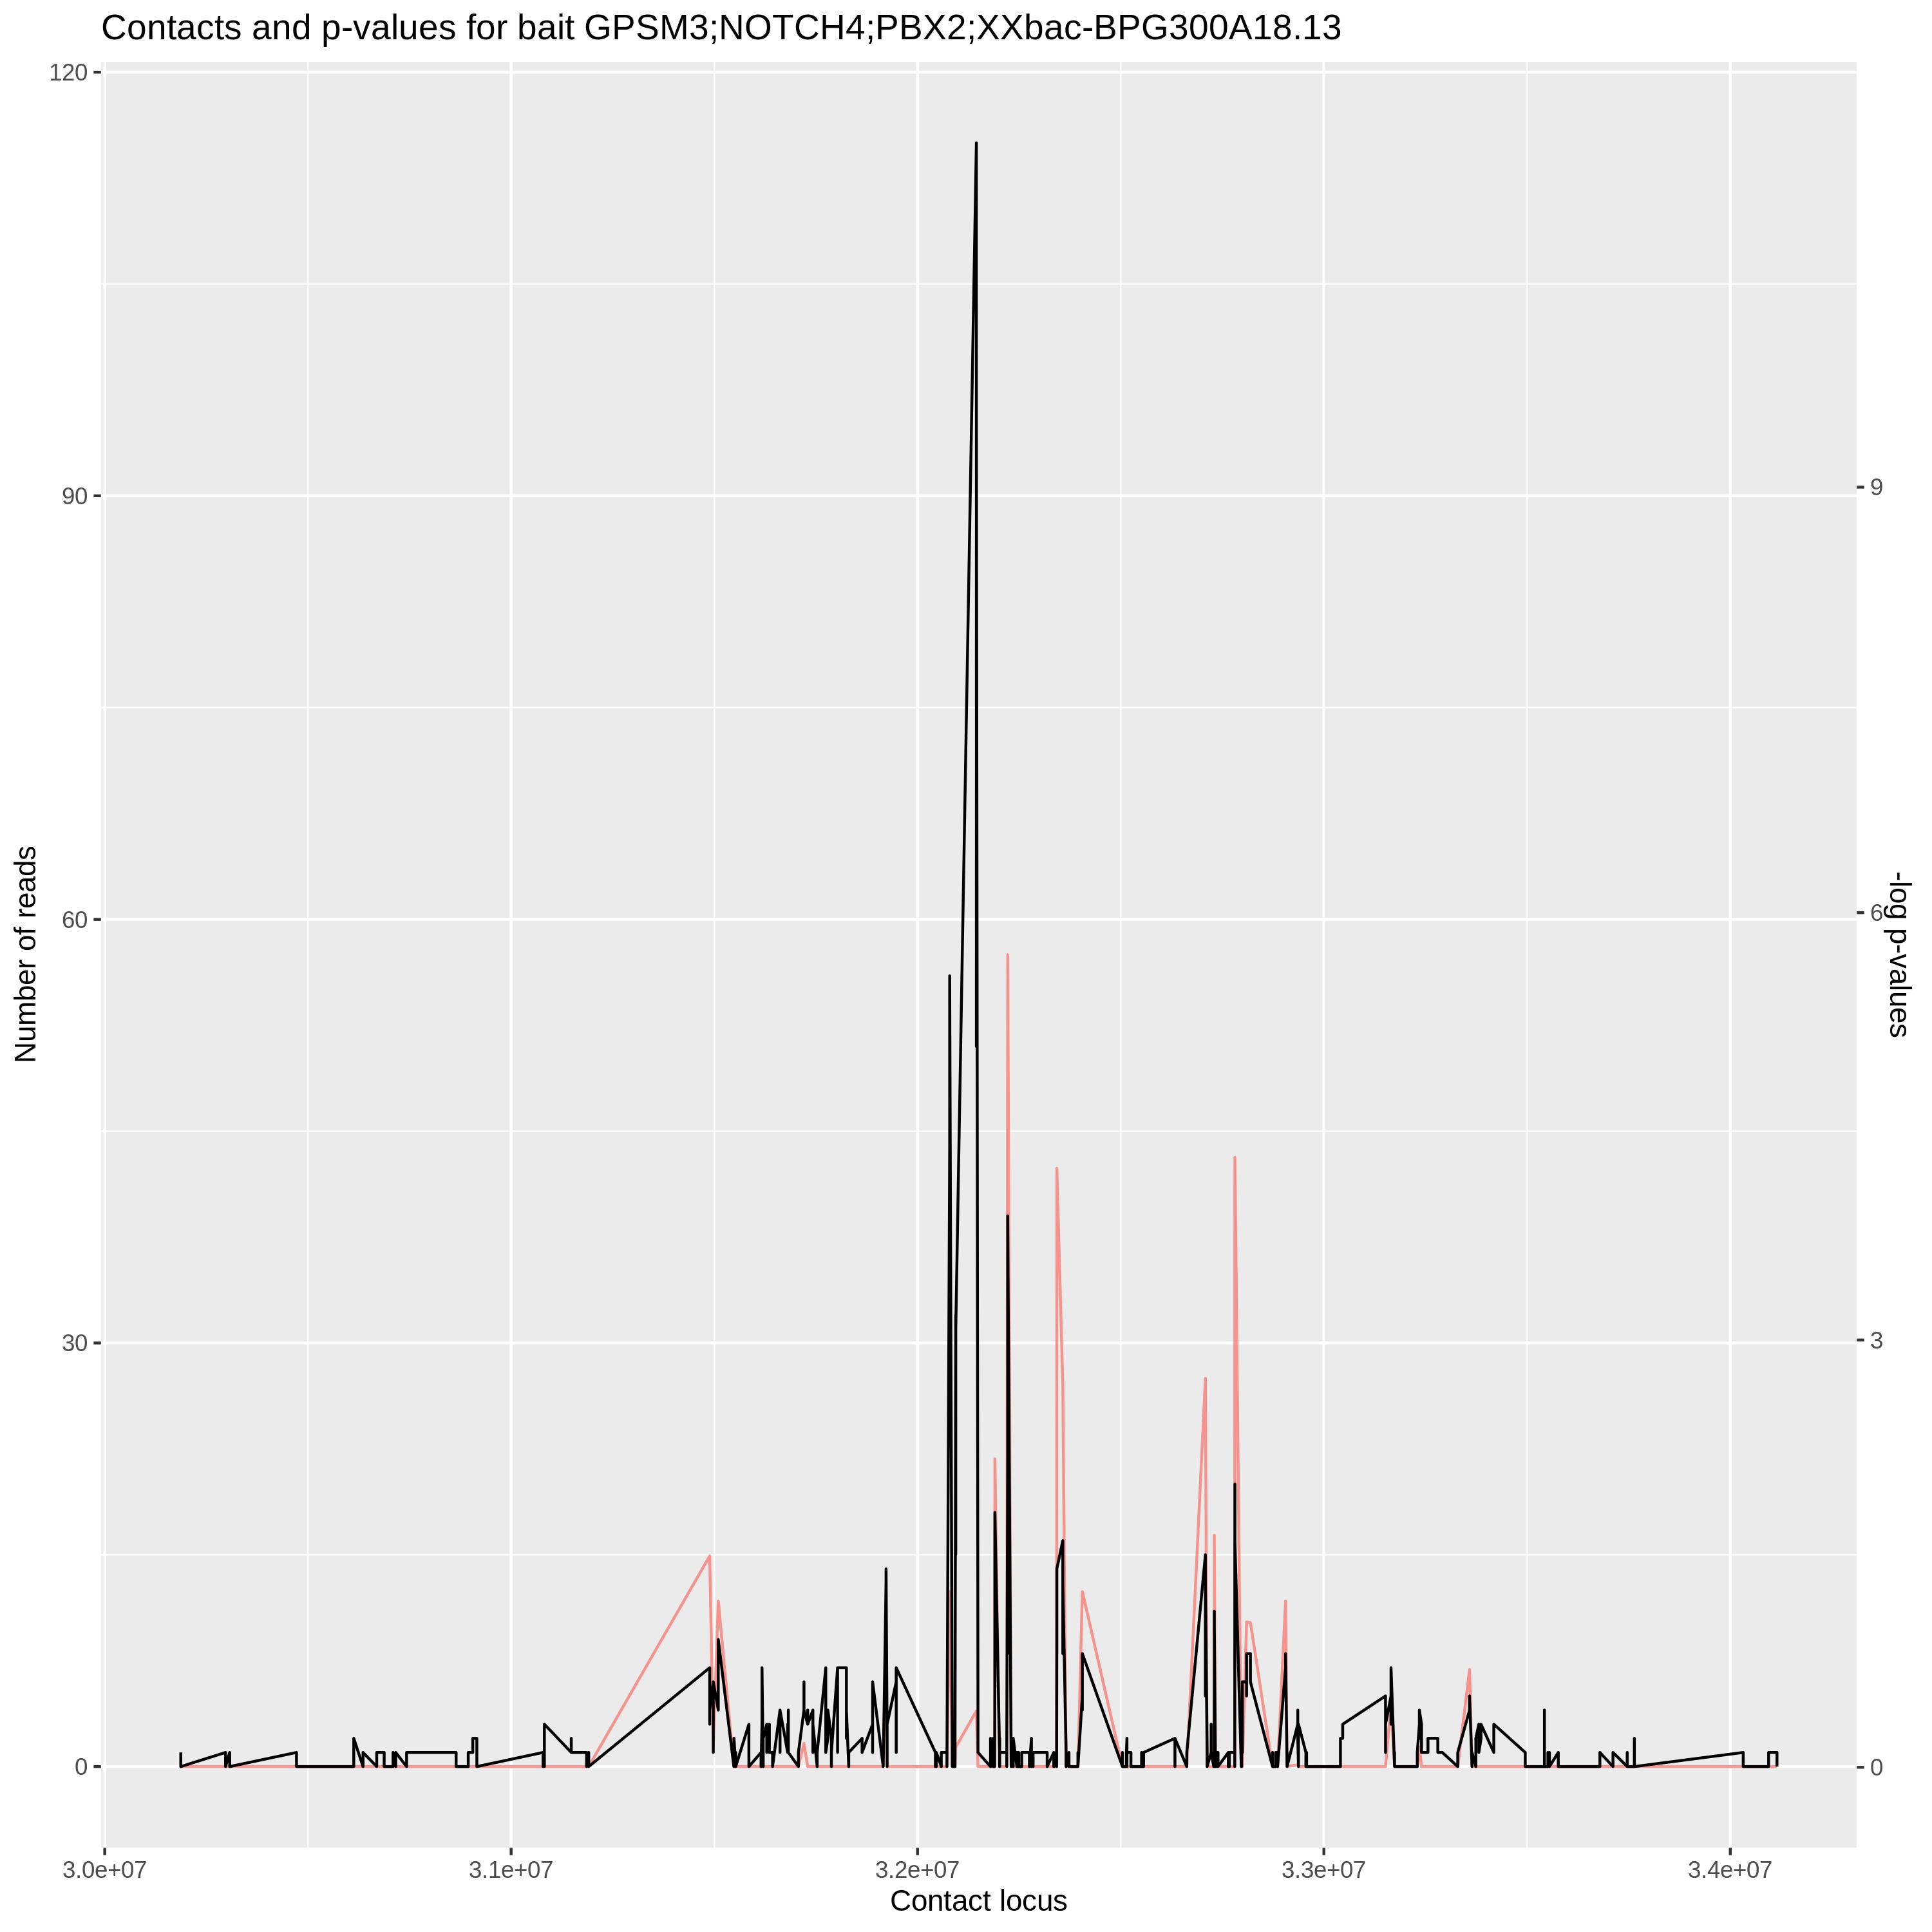 Contacts and p-values for bait GPSM3;NOTCH4;PBX2;XXbac-BPG300A18.13
120
90
60
30
0
Number of reads
9
6
3
0
-log p-values
3.0e+07
3.1e+07
3.2e+07
3.3e+07
3.4e+07
Contact locus